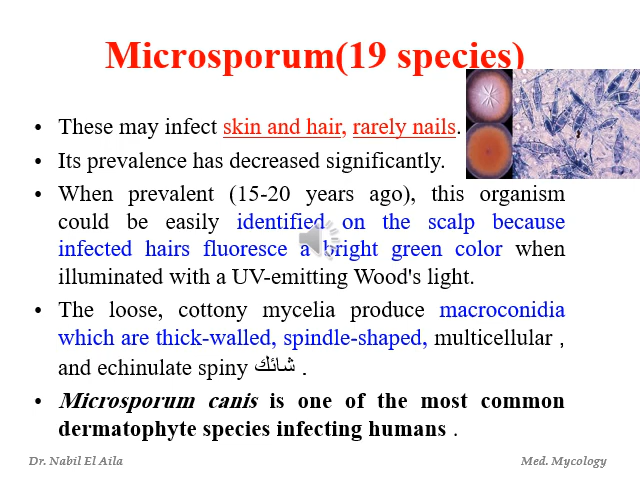 Microsporum(19 species)
• These may infect skin and hair, rarely nails.
• Its prevalence has decreased significantly.
• When prevalent (15-20 years ago), this organism
could be easily identified on the scalp because
infected hairs fluoresce a bright green color when
illuminated with a UV-emitting Wood's light.
• The loose, cottony mycelia produce macroconidia
which are thick-walled, spindle-shaped, multicellular ,
and echinulate spiny شائك .
• Microsporum canis is one of the most common
dermatophyte species infecting humans .
Dr. Nabil El Aila
Med. Mycology